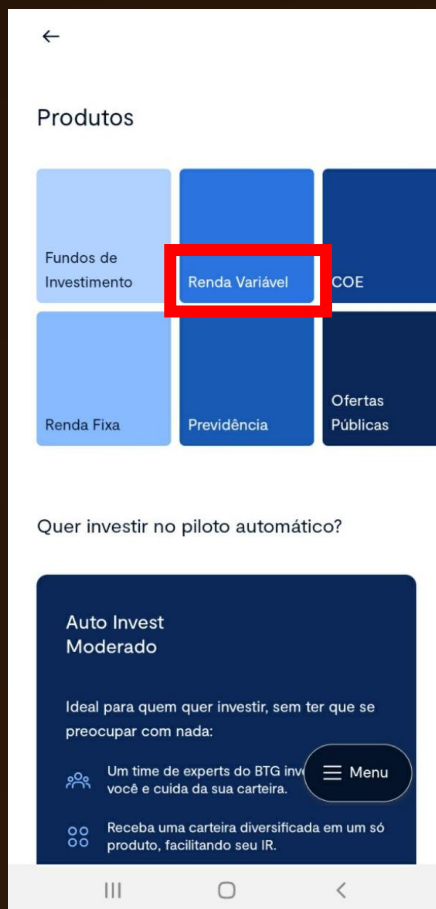 Produtos
Fundos de
Investimento
Renda Variável
COE
Renda Fixa
Previdência
Ofertas
Públicas
Quer investir no piloto automático?
Auto Invest
Moderado
Ideal para quem quer investir, sem ter que se
preocupar com nada:
Um time de experts do BTG inv
você e cuida da sua carteira.
Menu
Receba uma carteira diversificada em um só
produto, facilitando seu IR.